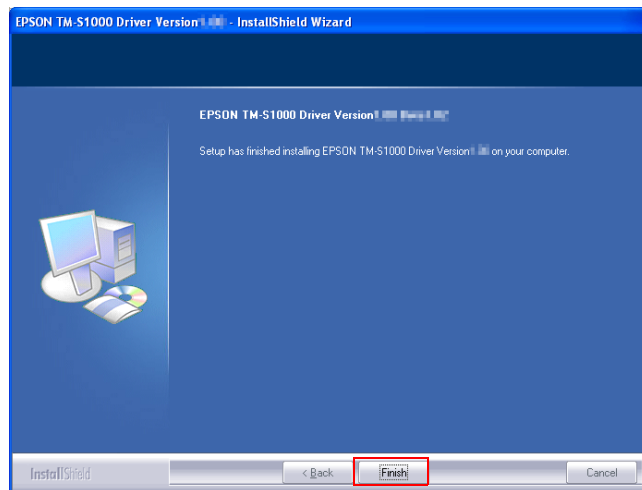 EPSON TM-S1000 Driver Version - InstallShield Wizard
EPSON TM-S1000 Driver Version
Setup has finished installing EPSON TM-S1000 Driver Version on your computer.
InstallShield
< Back
Finish
Cancel